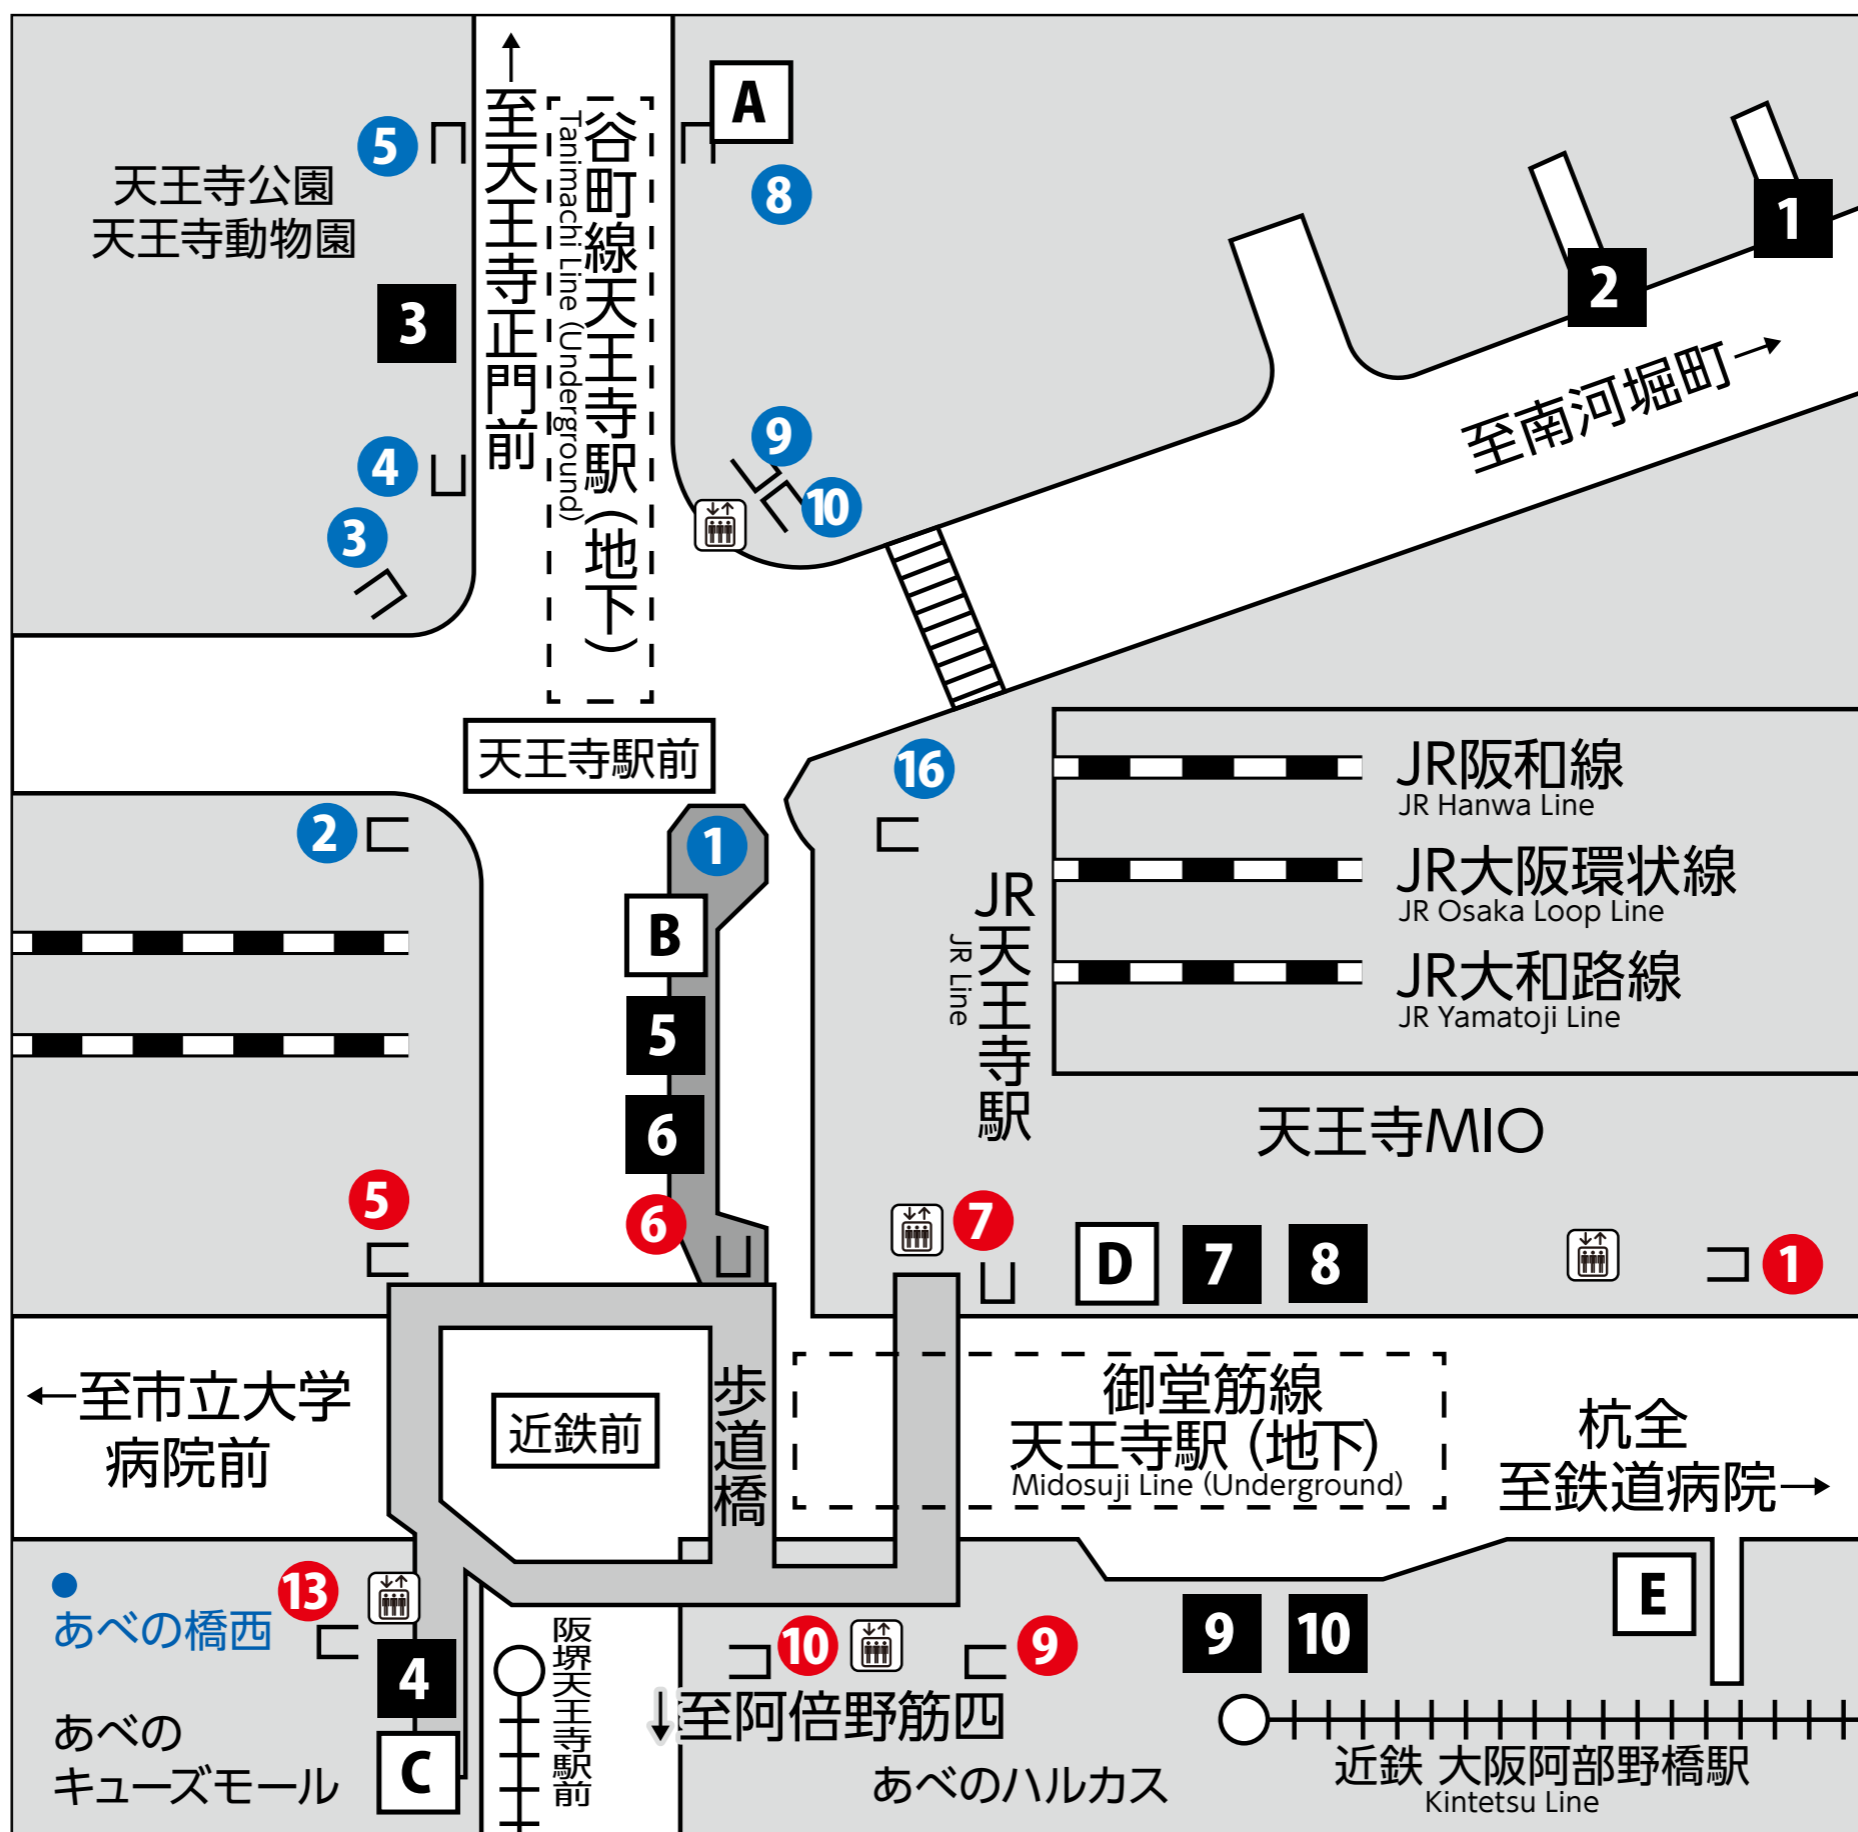 A
1
2
5
8
天王寺公園
天王寺動物園
3
至天王寺正門前
谷町線天王寺駅（地下）
Tanimachi Line (Underground)
9
10
4
3
至南河堀町→
天王寺駅前
16
2
1
B
5
6
JR天王寺駅
JR Line
JR阪和線
JR Hanwa Line
JR大阪環状線
JR Osaka Loop Line
JR大和路線
JR Yamatoji Line
天王寺MIO
5
6
7
D
7
8
1
←至市立大学
病院前
近鉄前
歩道橋
御堂筋線
天王寺駅（地下）
Midosuji Line (Underground)
杭全
至鉄道病院→
あべの橋西
13
4
C
あべの
キューズモール
阪堺天王寺駅前
10
9
↓至阿倍野筋四
あべのハルカス
9
10
E
近鉄 大阪阿部野橋駅
Kintetsu Line